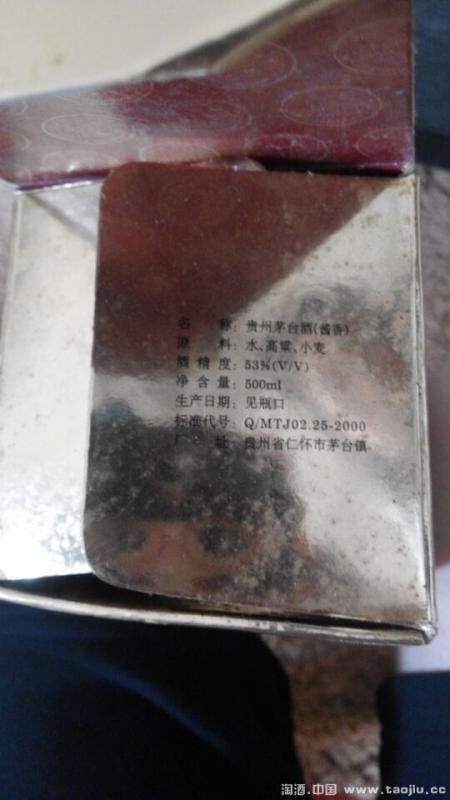 名 称: 贵州茅台酒(酱香)
原 料: 水、高粱、小麦
酒 精 度: 53%(V/V)
净 含 量: 500ml
生产日期: 见瓶口
标准代号: Q/MTJ02.25-2000
厂 址: 贵州省仁怀市茅台镇
淘酒.中国 www.taojiu.cc